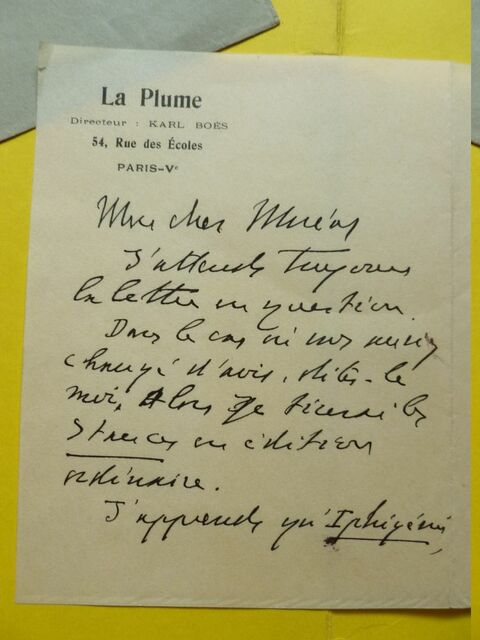 La Plume
Directeur : KARL BOËS
54, Rue des Écoles
PARIS–Ve
Mon cher Moréas
J'attends toujours
la lettre en question.
Dans le cas où vous auriez
changé d'avis, dites-le
moi. Alors je tirerai les
Stances en édition
ordinaire.
J'apprends qu'Iphigénie,